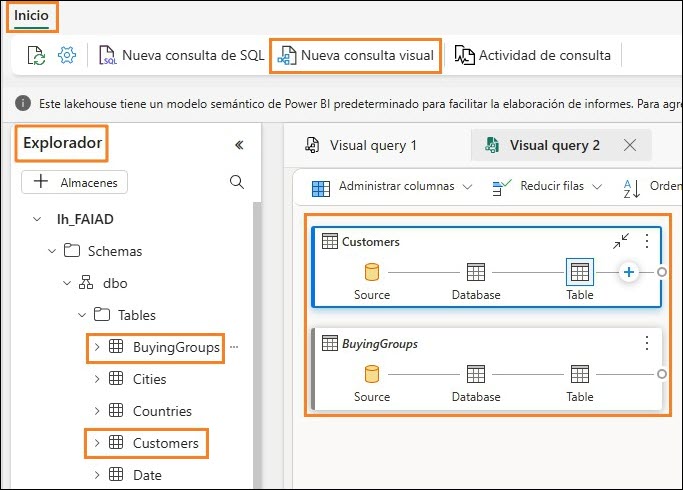 Inicio
Nueva consulta de SQL
Nueva consulta visual
Actividad de consulta
Este lakehouse tiene un modelo semántico de Power BI predeterminado para facilitar la elaboración de informes. Para agre
Explorador
Almacenes
lh_FAIAD
Schemas
dbo
Tables
BuyingGroups
Cities
Countries
Customers
Date
Visual query 1
Visual query 2
Administrar columnas
Reducir filas
Orden
Customers
Source
Database
Table
BuyingGroups
Source
Database
Table